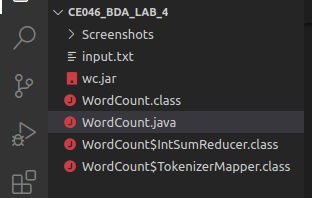 CE046_BDA_LAB_4
Screenshots
input.txt
wc.jar
WordCount.class
WordCount.java
WordCount$IntSumReducer.class
WordCount$TokenizerMapper.class